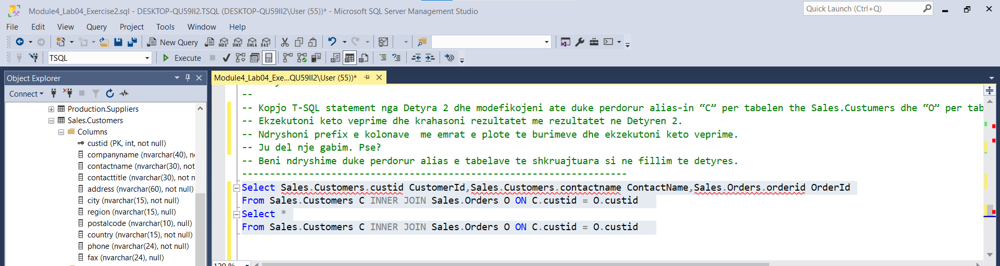 Module4_Lab04_Exercise2.sql - DESKTOP-QU59II2.TSQL (DESKTOP-QU59II2\User (55))* - Microsoft SQL Server Management Studio
Quick Launch (Ctrl+Q)
File Edit View Query Project Tools Window Help
New Query
MDX DMX XMLA DAX
TSQL
Execute
Object Explorer
Module4_Lab04_Exe...QU59II2\User (55))*
Connect
Production.Suppliers
Sales.Customers
Columns
custid (PK, int, not null)
companyname (nvarchar(40), n
contactname (nvarchar(30), not
contacttitle (nvarchar(30), not n
address (nvarchar(60), not null)
city (nvarchar(15), not null)
region (nvarchar(15), null)
postalcode (nvarchar(10), null)
country (nvarchar(15), not null)
phone (nvarchar(24), not null)
fax (nvarchar(24), null)
--
-- Kopjo T-SQL statement nga Detyra 2 dhe modefikojeni ate duke perdorur alias-in “C” per tabelen the Sales.Custumers dhe “O” per tab
-- Ekzekutoni keto veprime dhe krahasoni rezultatet me rezultatet ne Detyren 2.
-- Ndryshoni prefix e kolonave  me emrat e plote te burimeve dhe ekzekutoni keto veprime.
-- Ju del nje gabim. Pse?
-- Beni ndryshime duke perdorur alias e tabelave te shkruajtuara si ne fillim te detyres.
---------------------------------------------------------------------
Select Sales.Customers.custid CustomerId,Sales.Customers.contactname ContactName,Sales.Orders.orderid OrderId
From Sales.Customers C INNER JOIN Sales.Orders O ON C.custid = O.custid
Select *
From Sales.Customers C INNER JOIN Sales.Orders O ON C.custid = O.custid